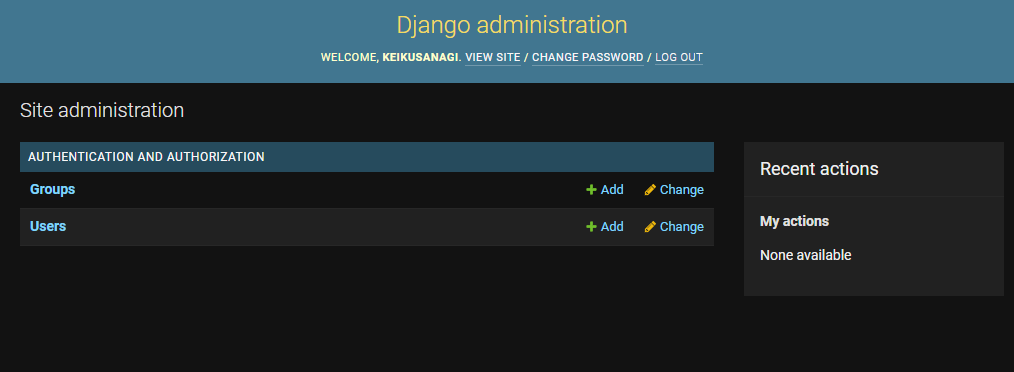 Django administration
WELCOME, KEIKUSANAGI. VIEW SITE / CHANGE PASSWORD / LOG OUT
Site administration
AUTHENTICATION AND AUTHORIZATION
Groups Add Change
Users Add Change
Recent actions
My actions
None available